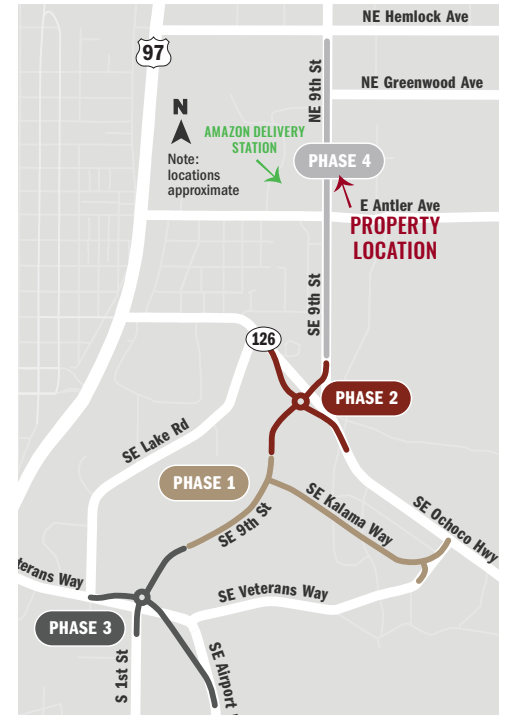 NE Hemlock Ave
97
NE 9th St
NE Greenwood Ave
N
AMAZON DELIVERY
STATION
Note:
locations
approximate
PHASE 4
E Antler Ave
PROPERTY
LOCATION
SE 9th St
126
PHASE 2
SE Lake Rd
PHASE 1
SE Kalama Way
SE Ochoco Hwy
SE 9th St
terans Way
SE Veterans Way
PHASE 3
S 1st St
SE Airport